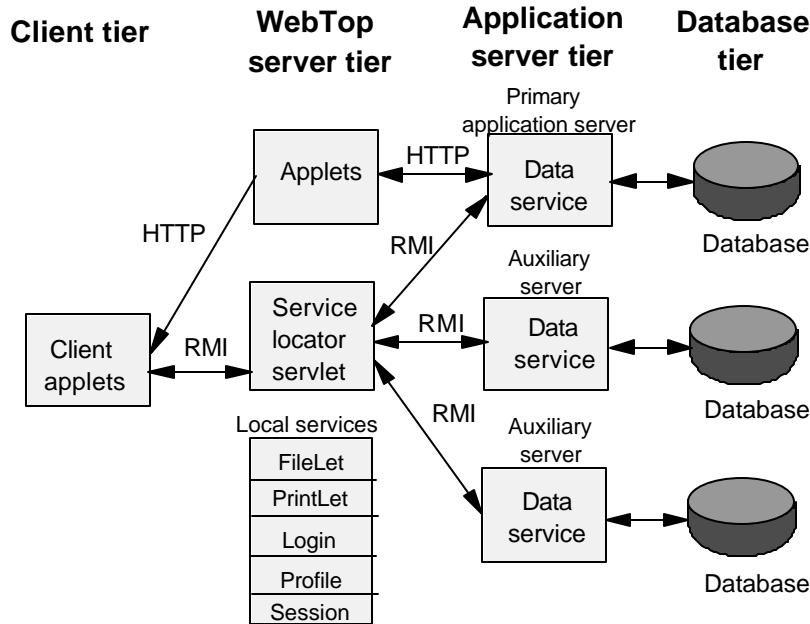 Client tier
WebTop
server tier
Application
server tier
Database
tier
Primary
application server
Applets
HTTP
Data
service
Database
HTTP
RMI
Auxiliary
server
Client
applets
RMI
Service
locator
servlet
RMI
Data
service
Database
Local services
FileLet
PrintLet
Login
Profile
Session
RMI
Auxiliary
server
Data
service
Database